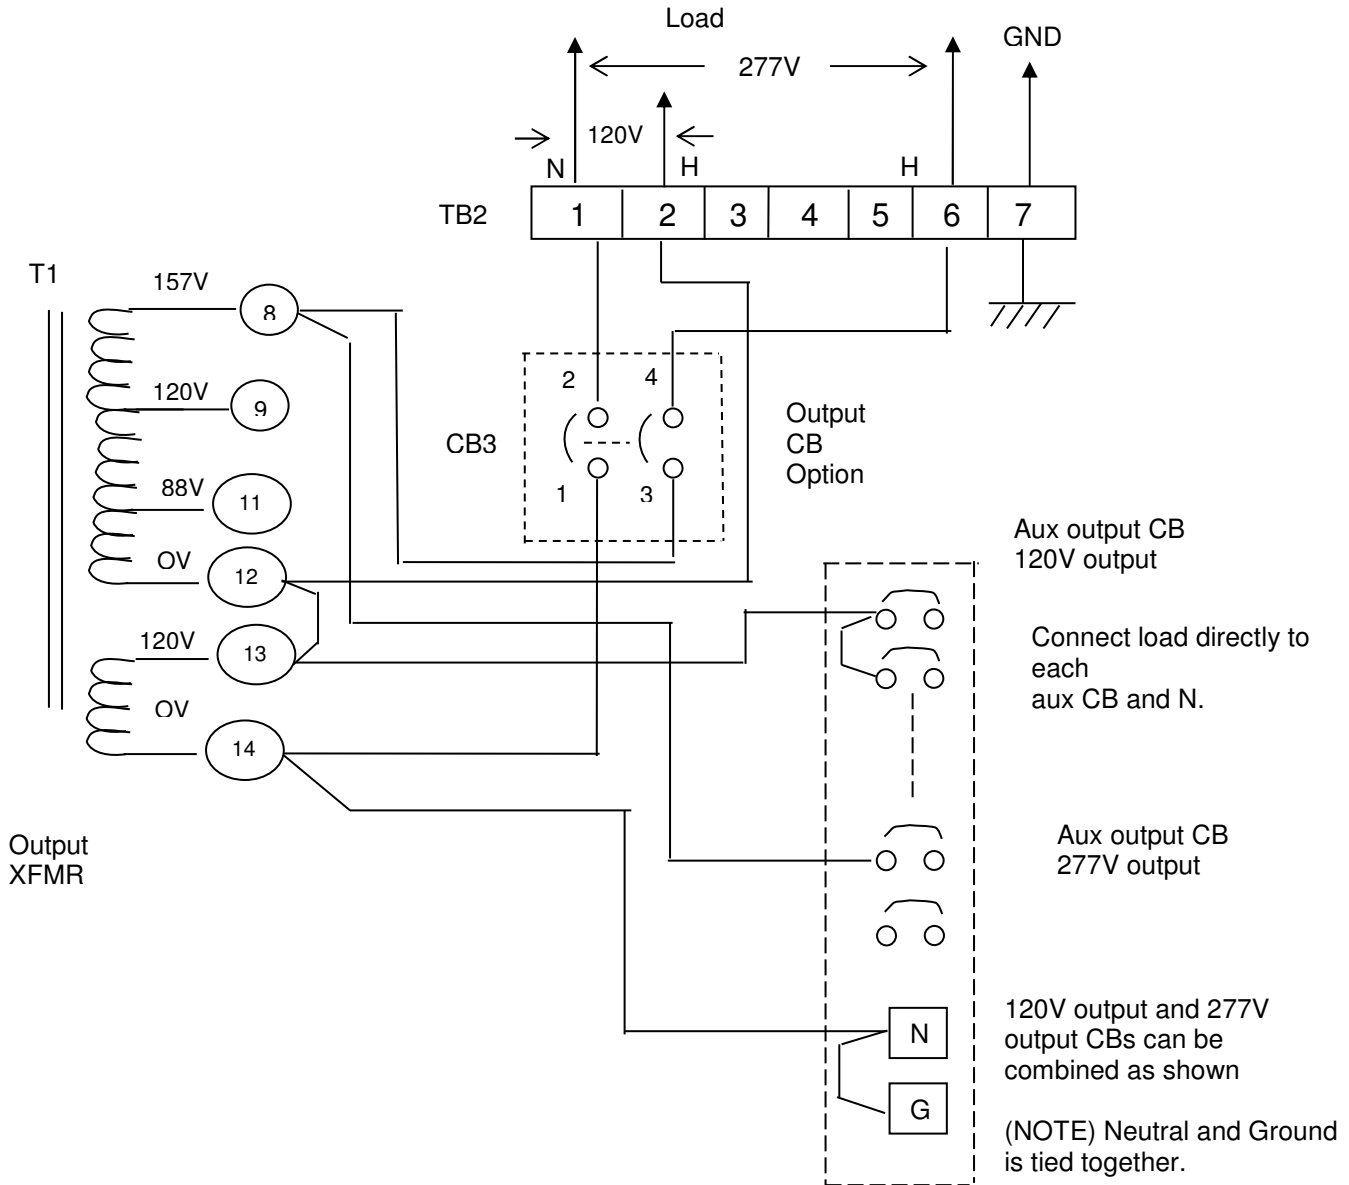 Load
GND
277V
120V
N
H
H
TB2
1 2 3 4 5 6 7
T1
157V
8
120V
9
88V
11
OV
12
120V
13
OV
14
Output
XFMR
2 4
CB3
1 3
Output
CB
Option
Aux output CB
120V output
Connect load directly to
each
aux CB and N.
Aux output CB
277V output
N
G
120V output and 277V
output CBs can be
combined as shown
(NOTE) Neutral and Ground
is tied together.